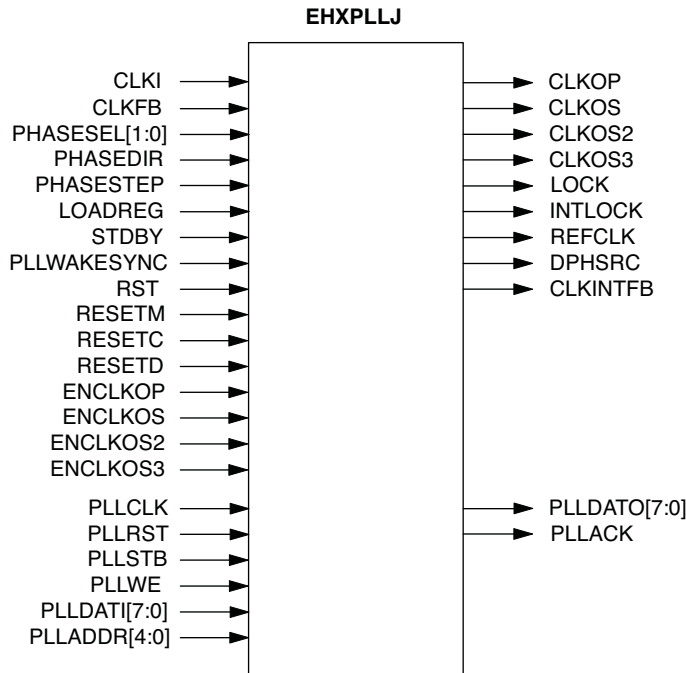 EHXPLLJ
CLKI
CLKFB
PHASESEL[1:0]
PHASEDIR
PHASESTEP
LOADREG
STDBY
PLLWAKESYNC
RST
RESETM
RESETC
RESETD
ENCLKOP
ENCLKOS
ENCLKOS2
ENCLKOS3
PLLCLK
PLLRST
PLLSTB
PLLWE
PLLDATI[7:0]
PLLADDR[4:0]
CLKOP
CLKOS
CLKOS2
CLKOS3
LOCK
INTLOCK
REFCLK
DPHSRC
CLKINTFB
PLLDATO[7:0]
PLLACK